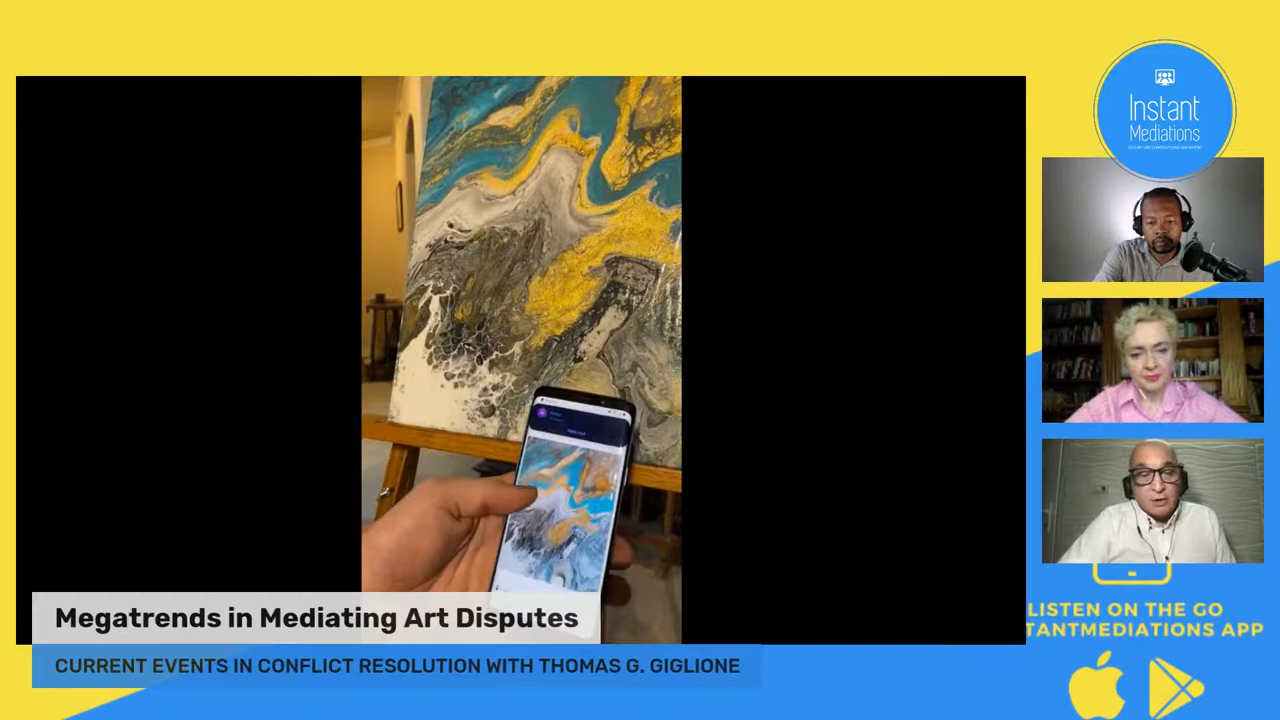 Instant
Mediations
Megatrends in Mediating Art Disputes
CURRENT EVENTS IN CONFLICT RESOLUTION WITH THOMAS G. GIGLIONE
LISTEN ON THE GO
TANTMEDIATIONS APP